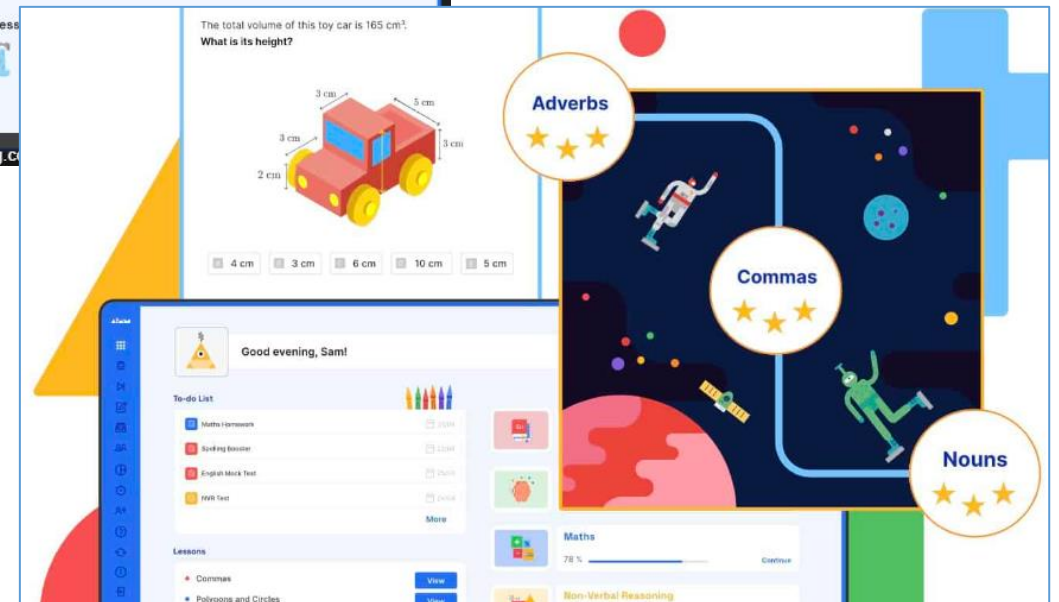 ess
The total volume of this toy car is 165 cm³.
What is its height?
3 cm
5 cm
3 cm
3 cm
2 cm
4 cm
3 cm
6 cm
10 cm
5 cm
Adverbs
Commas
Nouns
Good evening, Sam!
To-do List
Maths Homework
Spelling Booster
English Mock Test
NVR Test
More
Maths
78 %
Continue
Lessons
Commas
View
Polygons and Circles
View
Non-Verbal Reasoning